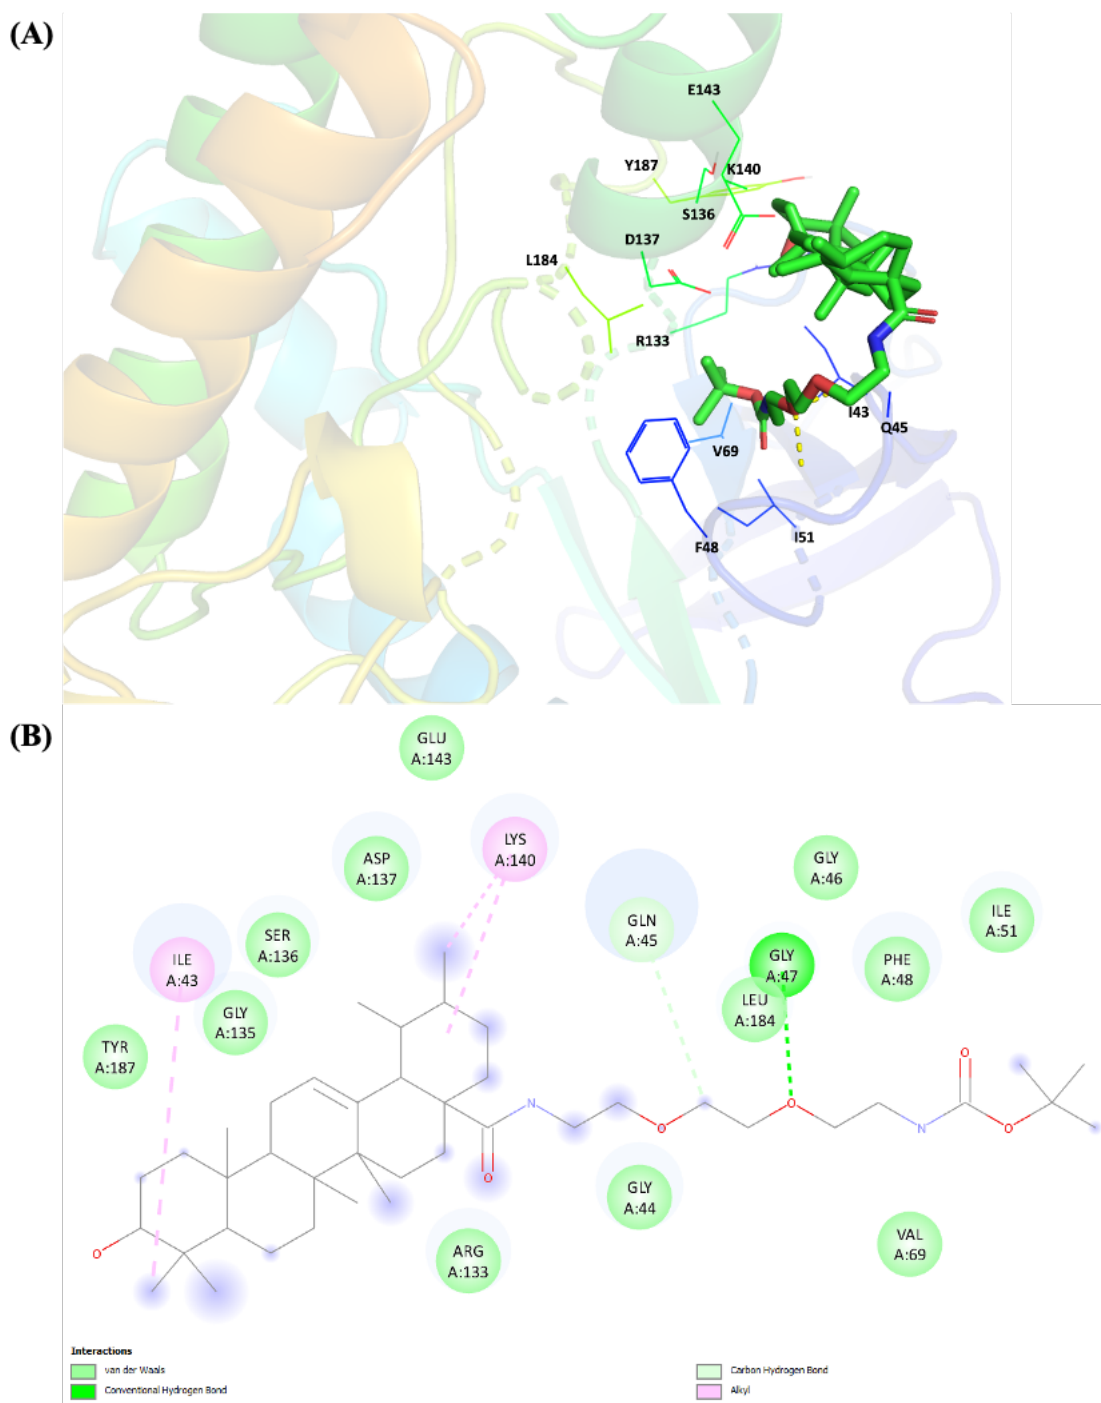 (A)
E143
Y187
K140
S136
D137
L184
R133
I43
Q45
V69
F48
I51
(B)
GLU
A:143
LYS
A:140
ASP
A:137
GLY
A:46
GLN
A:45
ILE
A:51
SER
A:136
ILE
A:43
GLY
A:47
PHE
A:48
LEU
A:184
GLY
A:135
TYR
A:187
O
N
O
O
N
O
O
GLY
A:44
VAL
A:69
ARG
A:133
O
Interactions
van der Waals
Conventional Hydrogen Bond
Carbon Hydrogen Bond
Alkyl